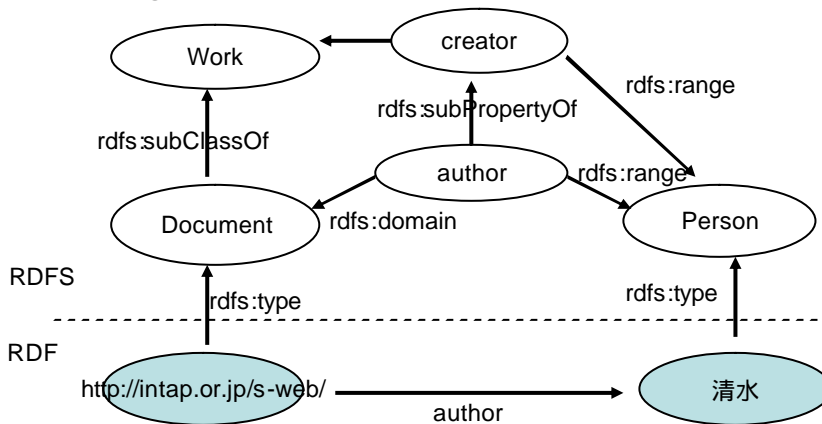 creator
Work
rdfs:range
rdfs:subPropertyOf
rdfs:subClassOf
author
rdfs:range
Document
rdfs:domain
Person
RDFS
rdfs:type
rdfs:type
RDF
http://intap.or.jp/s-web/
清水
author